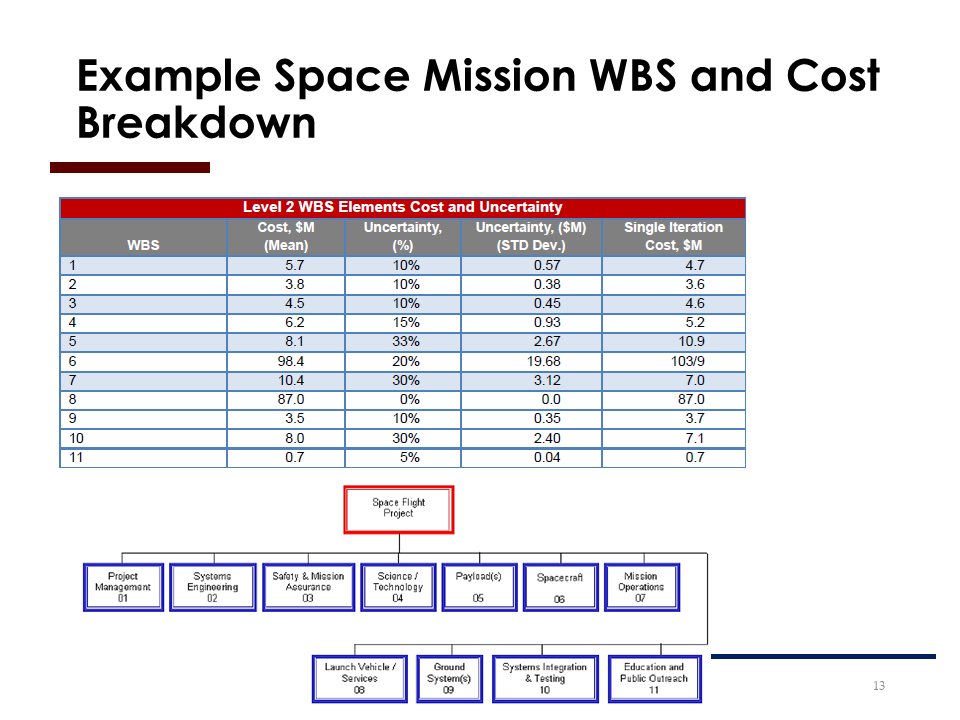 Example Space Mission WBS and Cost
Breakdown
Level 2 WBS Elements Cost and Uncertainty
WBS Cost, $M (Mean) Uncertainty, (%) Uncertainty, ($M) (STD Dev.) Single Iteration Cost, $M
1 5.7 10% 0.57 4.7
2 3.8 10% 0.38 3.6
3 4.5 10% 0.45 4.6
4 6.2 15% 0.93 5.2
5 8.1 33% 2.67 10.9
6 98.4 20% 19.68 103/9
7 10.4 30% 3.12 7.0
8 87.0 0% 0.0 87.0
9 3.5 10% 0.35 3.7
10 8.0 30% 2.40 7.1
11 0.7 5% 0.04 0.7
Space Flight
Project
Project
Management
01
Systems
Engineering
02
Safety & Mission
Assurance
03
Science /
Technology
04
Payload(s)
05
Spacecraft
06
Mission
Operations
07
Launch Vehicle /
Services
08
Ground
System(s)
09
Systems Integration
& Testing
10
Education and
Public Outreach
11
13